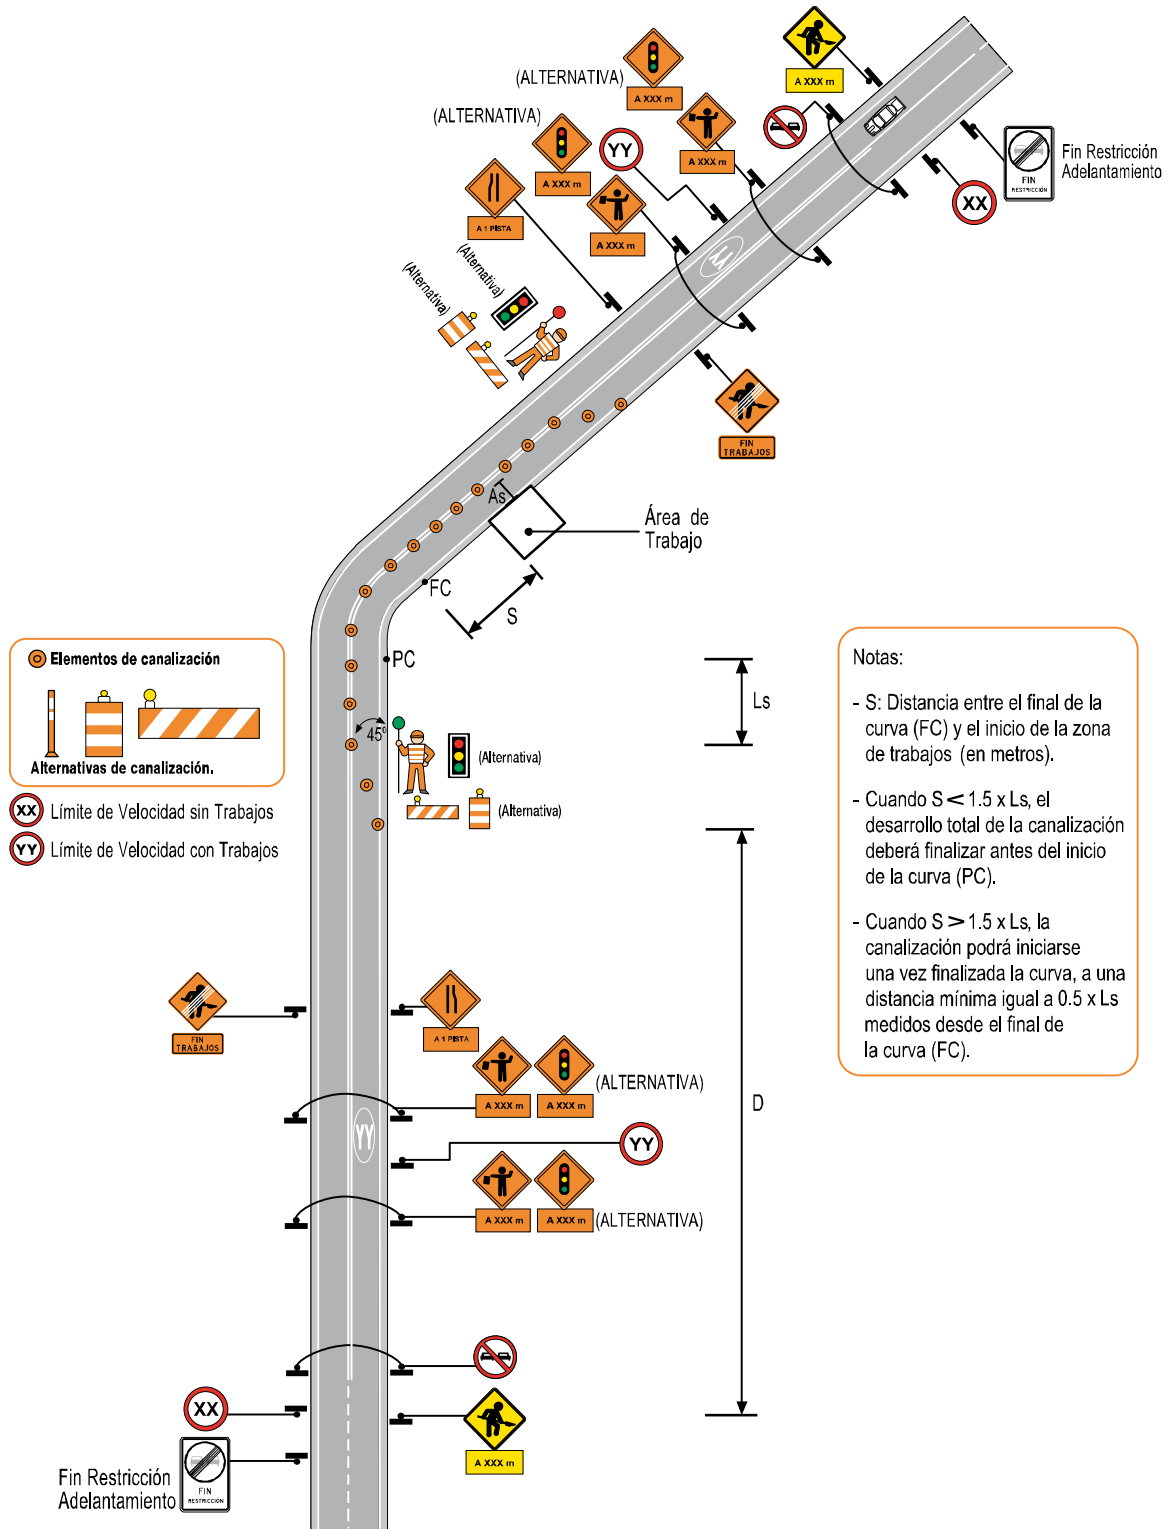 (ALTERNATIVA)
A XXX m
A XXX m
(ALTERNATIVA)
YY
A XXX m
A XXX m
A XXX m
A 1 PISTA
(Alternativa)
(Alternativa)
YY
XX
FIN
RESTRICCIÓN
Fin Restricción
Adelantamiento
FIN
TRABAJOS
As
Área de
Trabajo
FC
S
PC
Ls
45º
(Alternativa)
(Alternativa)
Elementos de canalización
Alternativas de canalización.
XX Límite de Velocidad sin Trabajos
YY Límite de Velocidad con Trabajos
Notas:
- S: Distancia entre el final de la
curva (FC) y el inicio de la zona
de trabajos (en metros).
- Cuando S < 1.5 x Ls, el
desarrollo total de la canalización
deberá finalizar antes del inicio
de la curva (PC).
- Cuando S > 1.5 x Ls, la
canalización podrá iniciarse
una vez finalizada la curva, a una
distancia mínima igual a 0.5 x Ls
medidos desde el final de
la curva (FC).
FIN
TRABAJOS
A 1 PISTA
A XXX m
A XXX m
(ALTERNATIVA)
D
YY
YY
A XXX m
A XXX m
(ALTERNATIVA)
XX
A XXX m
FIN
RESTRICCIÓN
Fin Restricción
Adelantamiento